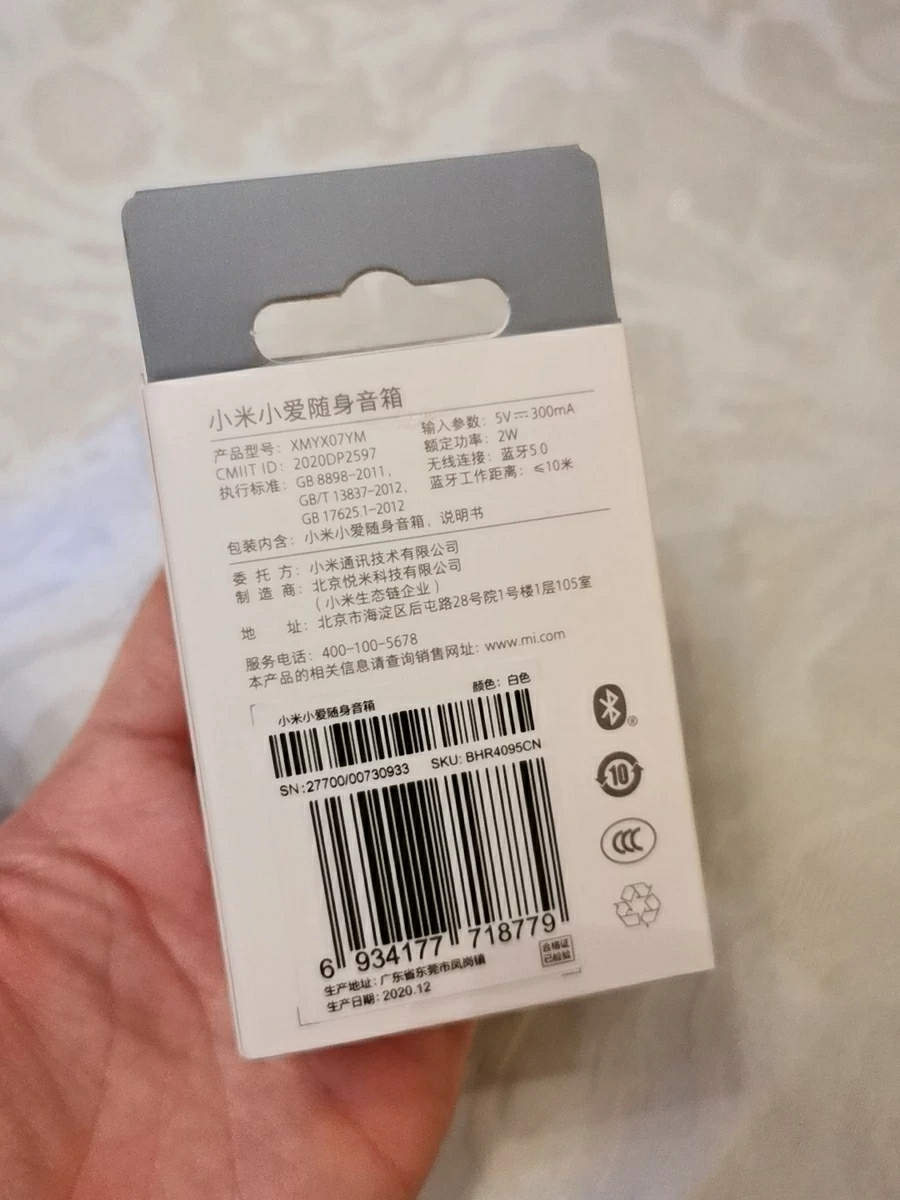 小米小爱随身音箱
产品型号：XMYX07YM
CMIIT ID：2020DP2597
执行标准：GB 8898-2011，
GB/T 13837-2012，
GB 17625.1-2012
输入参数：5V⎓300mA
额定功率：2W
无线连接：蓝牙5.0
蓝牙工作距离：≤10米
包装内含：小米小爱随身音箱，说明书
委托方：小米通讯技术有限公司
制造商：北京悦米科技有限公司
（小米生态链企业）
地址：北京市海淀区后屯路28号院1号楼1层105室
服务电话：400-100-5678
本产品的相关信息请查询销售网址：www.mi.com
小米小爱随身音箱 颜色：白色
SN:27700/00730933 SKU: BHR4095CN
6 934177 718779
合格证
已检验
生产地址：广东省东莞市凤岗镇
生产日期：2020.12
®
10
CCC